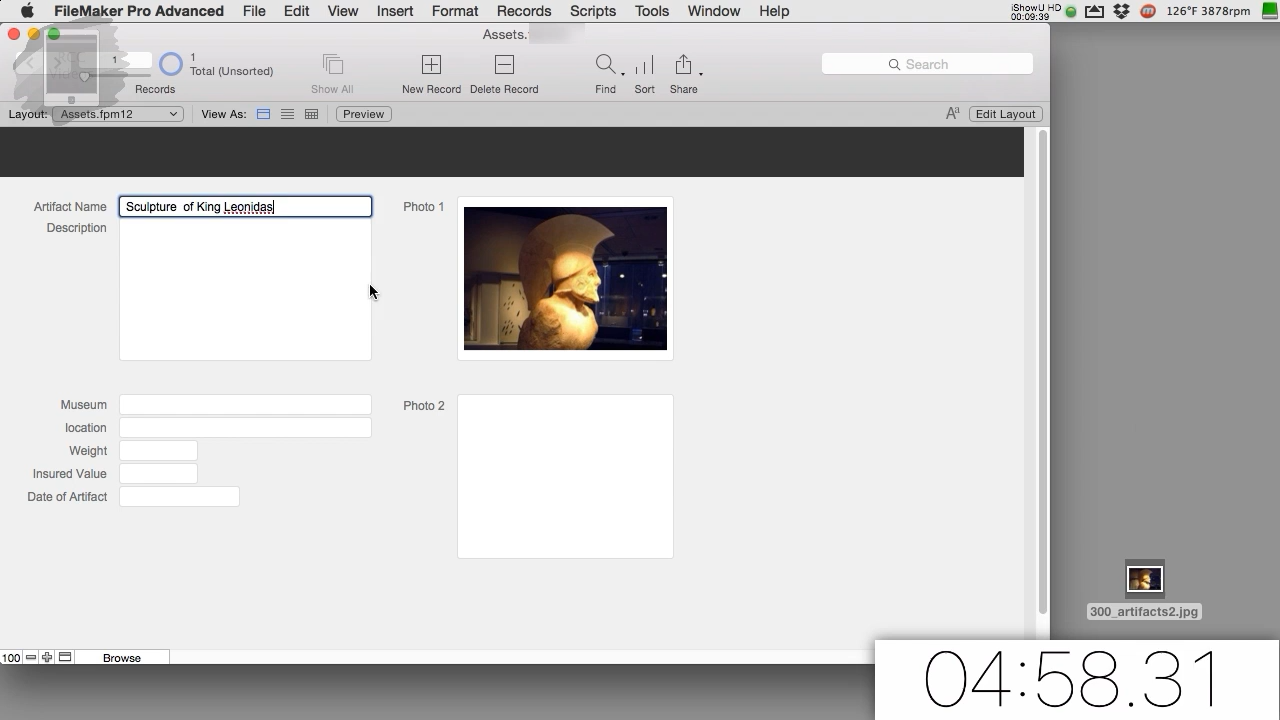 FileMaker Pro Advanced File Edit View Insert Format Records Scripts Tools Window Help iShowU HD 00:09:39 126°F 3878rpm
Assets.
1
1
Total (Unsorted)
Records Show All New Record Delete Record Find Sort Share Search
Layout: Assets.fpm12 View As: Preview Aa Edit Layout
Artifact Name Sculpture of King Leonidas Photo 1
Description
Museum Photo 2
location
Weight
Insured Value
Date of Artifact
300_artifacts2.jpg
100 Browse
04:58.31